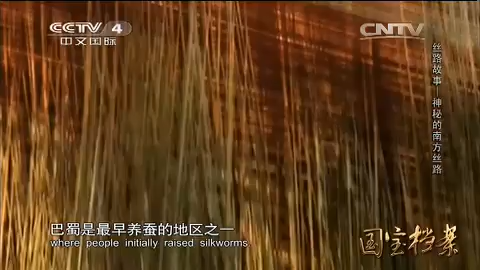 CCTV 4
中文国际
CNTV
丝路故事—神秘的南方丝路
巴蜀是最早养蚕的地区之一
where people initially raised silkworms
国宝档案